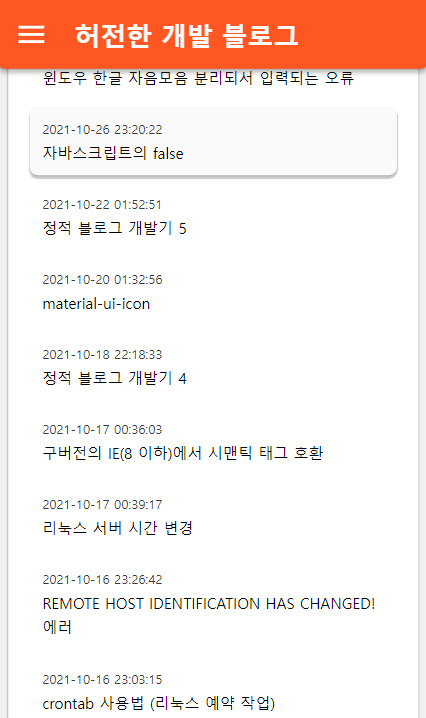 허전한 개발 블로그
윈도우 한글 자음모음 분리되서 입력되는 오류
2021-10-26 23:20:22
자바스크립트의 false
2021-10-22 01:52:51
정적 블로그 개발기 5
2021-10-20 01:32:56
material-ui-icon
2021-10-18 22:18:33
정적 블로그 개발기 4
2021-10-17 00:36:03
구버전의 IE(8 이하)에서 시맨틱 태그 호환
2021-10-17 00:39:17
리눅스 서버 시간 변경
2021-10-16 23:26:42
REMOTE HOST IDENTIFICATION HAS CHANGED!
에러
2021-10-16 23:03:15
crontab 사용법 (리눅스 예약 작업)